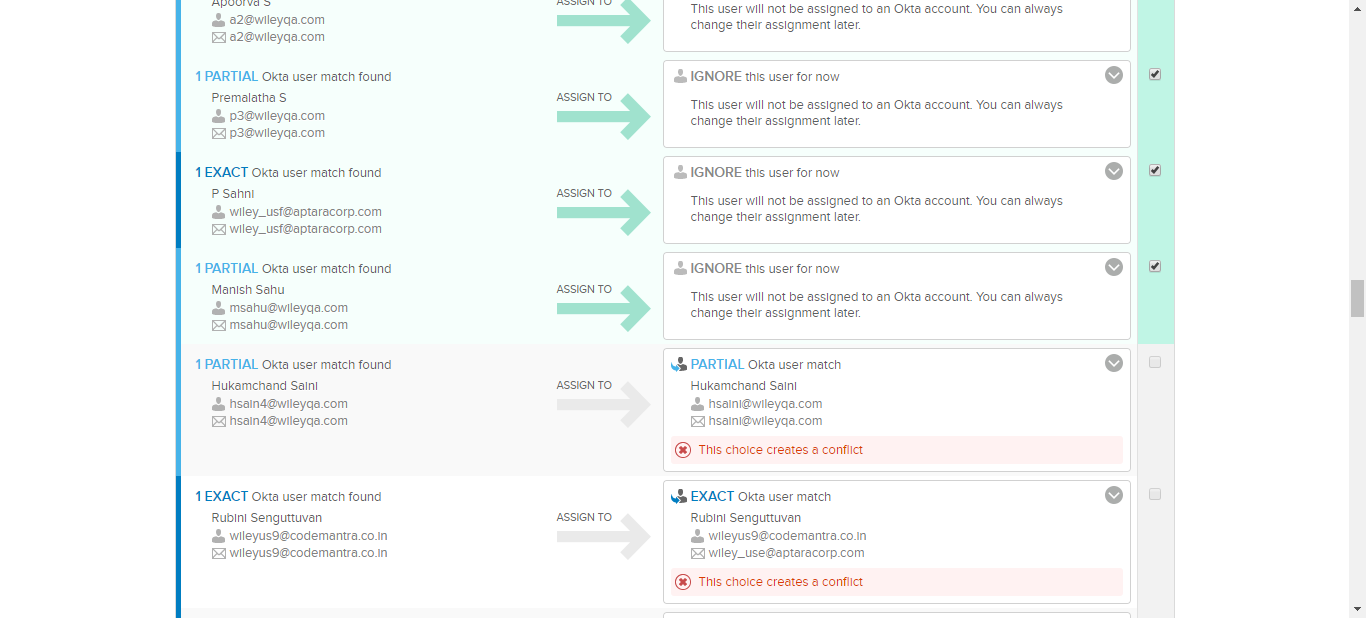 Apoorva S
a2@wileyqa.com
a2@wileyqa.com
ASSIGN TO
This user will not be assigned to an Okta account. You can always
change their assignment later.
1 PARTIAL Okta user match found
Premalatha S
p3@wileyqa.com
p3@wileyqa.com
ASSIGN TO
IGNORE this user for now
This user will not be assigned to an Okta account. You can always
change their assignment later.
1 EXACT Okta user match found
P Sahni
wiley_usf@aptaracorp.com
wiley_usf@aptaracorp.com
ASSIGN TO
IGNORE this user for now
This user will not be assigned to an Okta account. You can always
change their assignment later.
1 PARTIAL Okta user match found
Manish Sahu
msahu@wileyqa.com
msahu@wileyqa.com
ASSIGN TO
IGNORE this user for now
This user will not be assigned to an Okta account. You can always
change their assignment later.
1 PARTIAL Okta user match found
Hukamchand Saini
hsain4@wileyqa.com
hsain4@wileyqa.com
ASSIGN TO
PARTIAL Okta user match
Hukamchand Saini
hsaini@wileyqa.com
hsaini@wileyqa.com
This choice creates a conflict
1 EXACT Okta user match found
Rubini Senguttuvan
wileyus9@codemantra.co.in
wileyus9@codemantra.co.in
ASSIGN TO
EXACT Okta user match
Rubini Senguttuvan
wileyus9@codemantra.co.in
wiley_use@aptaracorp.com
This choice creates a conflict